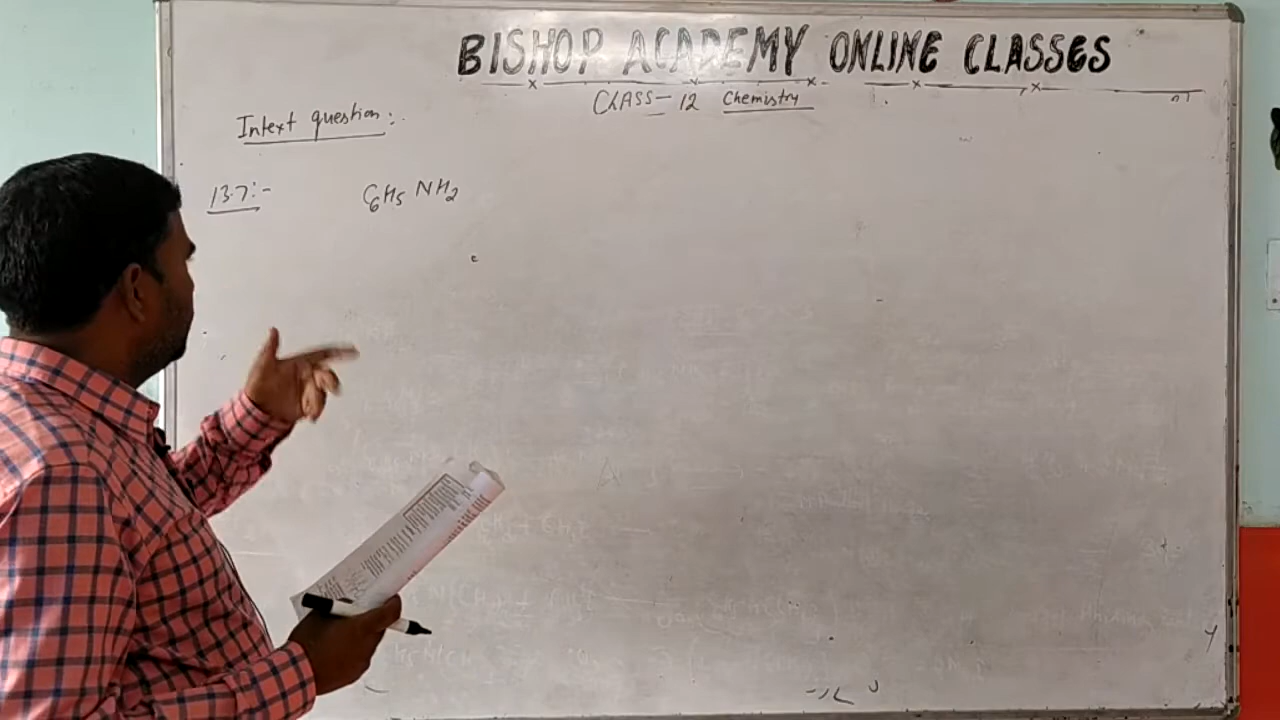 BISHOP ACADEMY ONLINE CLASSES
CLASS- 12 Chemistry
Intext question:
13.7:- C₆H₅ NH₂